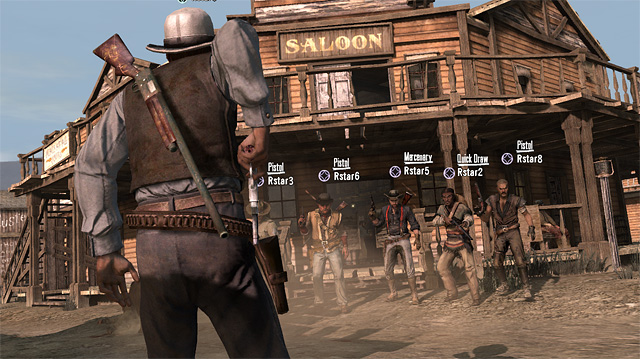 SALOON
Pistol
Rstar3
Pistol
Rstar6
Mercenary
Rstar5
Quick Draw
Rstar2
Pistol
Rstar8